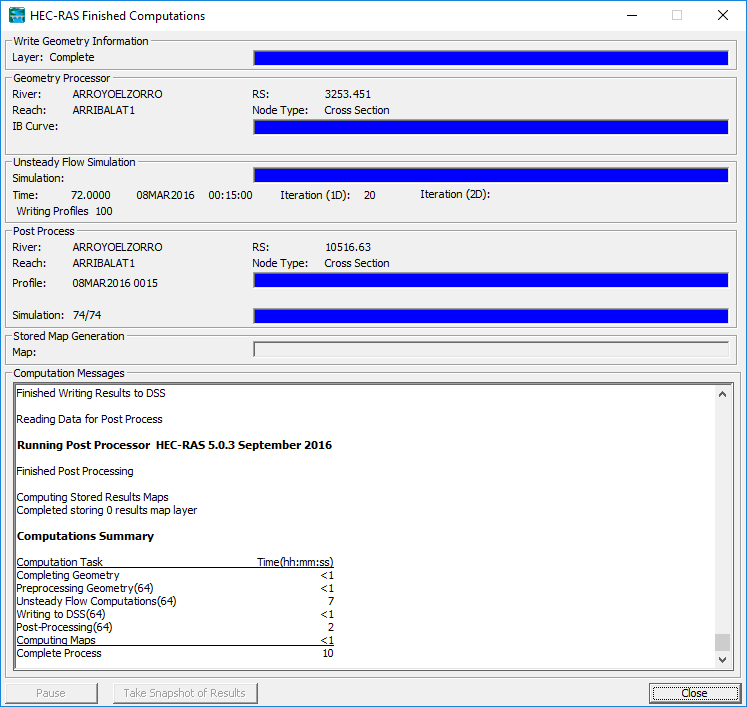 HEC-RAS Finished Computations
Write Geometry Information
Layer: Complete
Geometry Processor
River: ARROYOELZORRO RS: 3253.451
Reach: ARRIBALAT1 Node Type: Cross Section
IB Curve:
Unsteady Flow Simulation
Simulation:
Time: 72.0000 08MAR2016 00:15:00 Iteration (1D): 20 Iteration (2D):
Writing Profiles 100
Post Process
River: ARROYOELZORRO RS: 10516.63
Reach: ARRIBALAT1 Node Type: Cross Section
Profile: 08MAR2016 0015
Simulation: 74/74
Stored Map Generation
Map:
Computation Messages
Finished Writing Results to DSS
Reading Data for Post Process
Running Post Processor HEC-RAS 5.0.3 September 2016
Finished Post Processing
Computing Stored Results Maps
Completed storing 0 results map layer
Computations Summary
Computation Task Time(hh:mm:ss)
Completing Geometry <1
Preprocessing Geometry(64) <1
Unsteady Flow Computations(64) 7
Writing to DSS(64) <1
Post-Processing(64) 2
Computing Maps <1
Complete Process 10
Pause Take Snapshot of Results Close